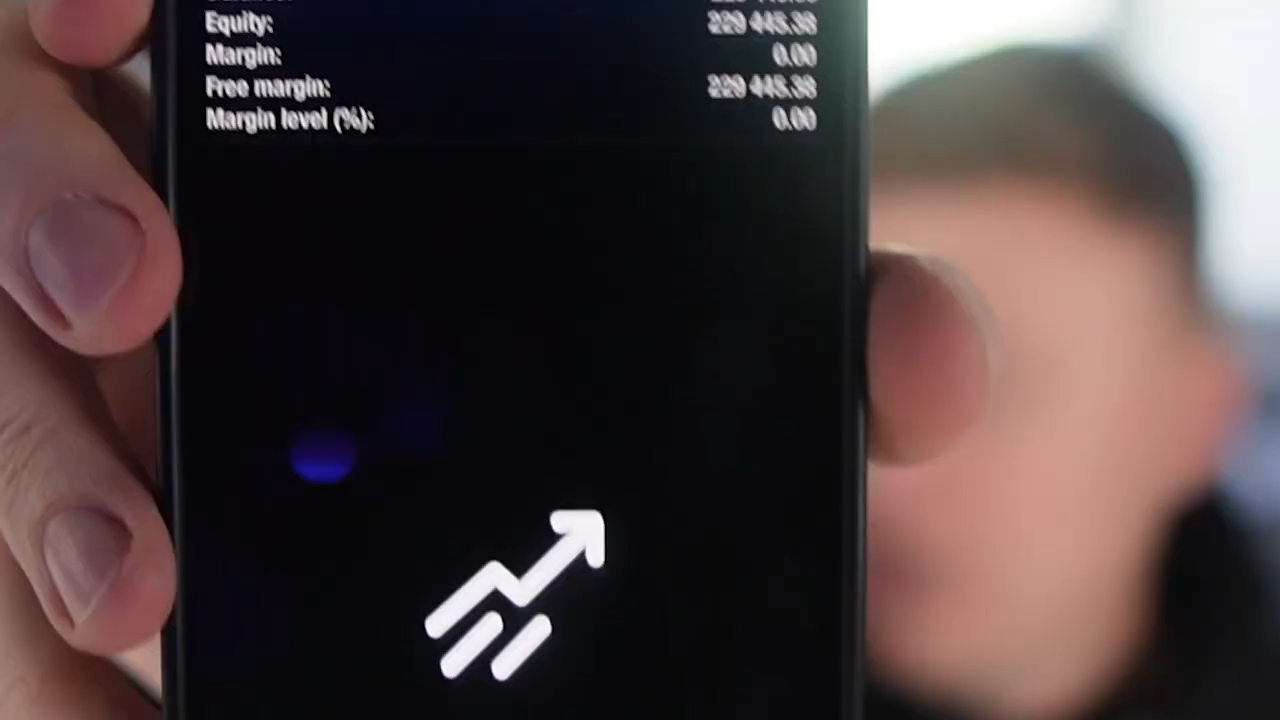 Equity: 229 445.38
Margin: 0.00
Free margin: 229 445.38
Margin level (%): 0.00